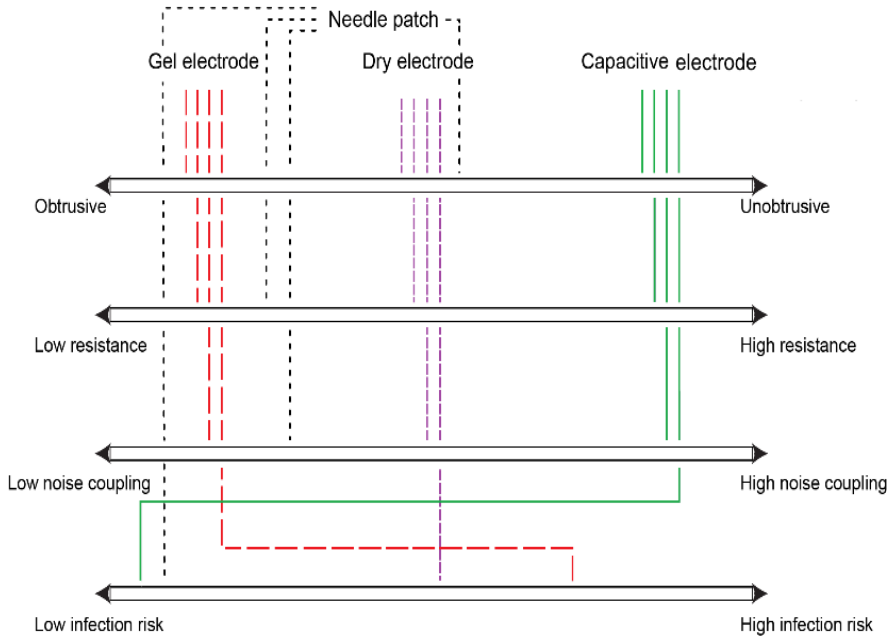 Needle patch
Gel electrode
Dry electrode
Capacitive electrode
Obtrusive
Unobtrusive
Low resistance
High resistance
Low noise coupling
High noise coupling
Low infection risk
High infection risk